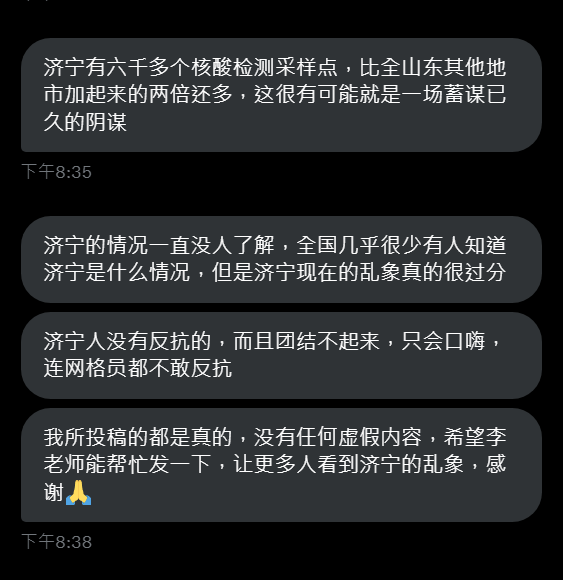 济宁有六千多个核酸检测采样点，比全山东其他地
市加起来的两倍还多，这很有可能就是一场蓄谋已
久的阴谋
下午8:35
济宁的情况一直没人了解，全国几乎很少有人知道
济宁是什么情况，但是济宁现在的乱象真的很过分
济宁人没有反抗的，而且团结不起来，只会口嗨，
连网格员都不敢反抗
我所投稿的都是真的，没有任何虚假内容，希望李
老师能帮忙发一下，让更多人看到济宁的乱象，感
谢🙏
下午8:38